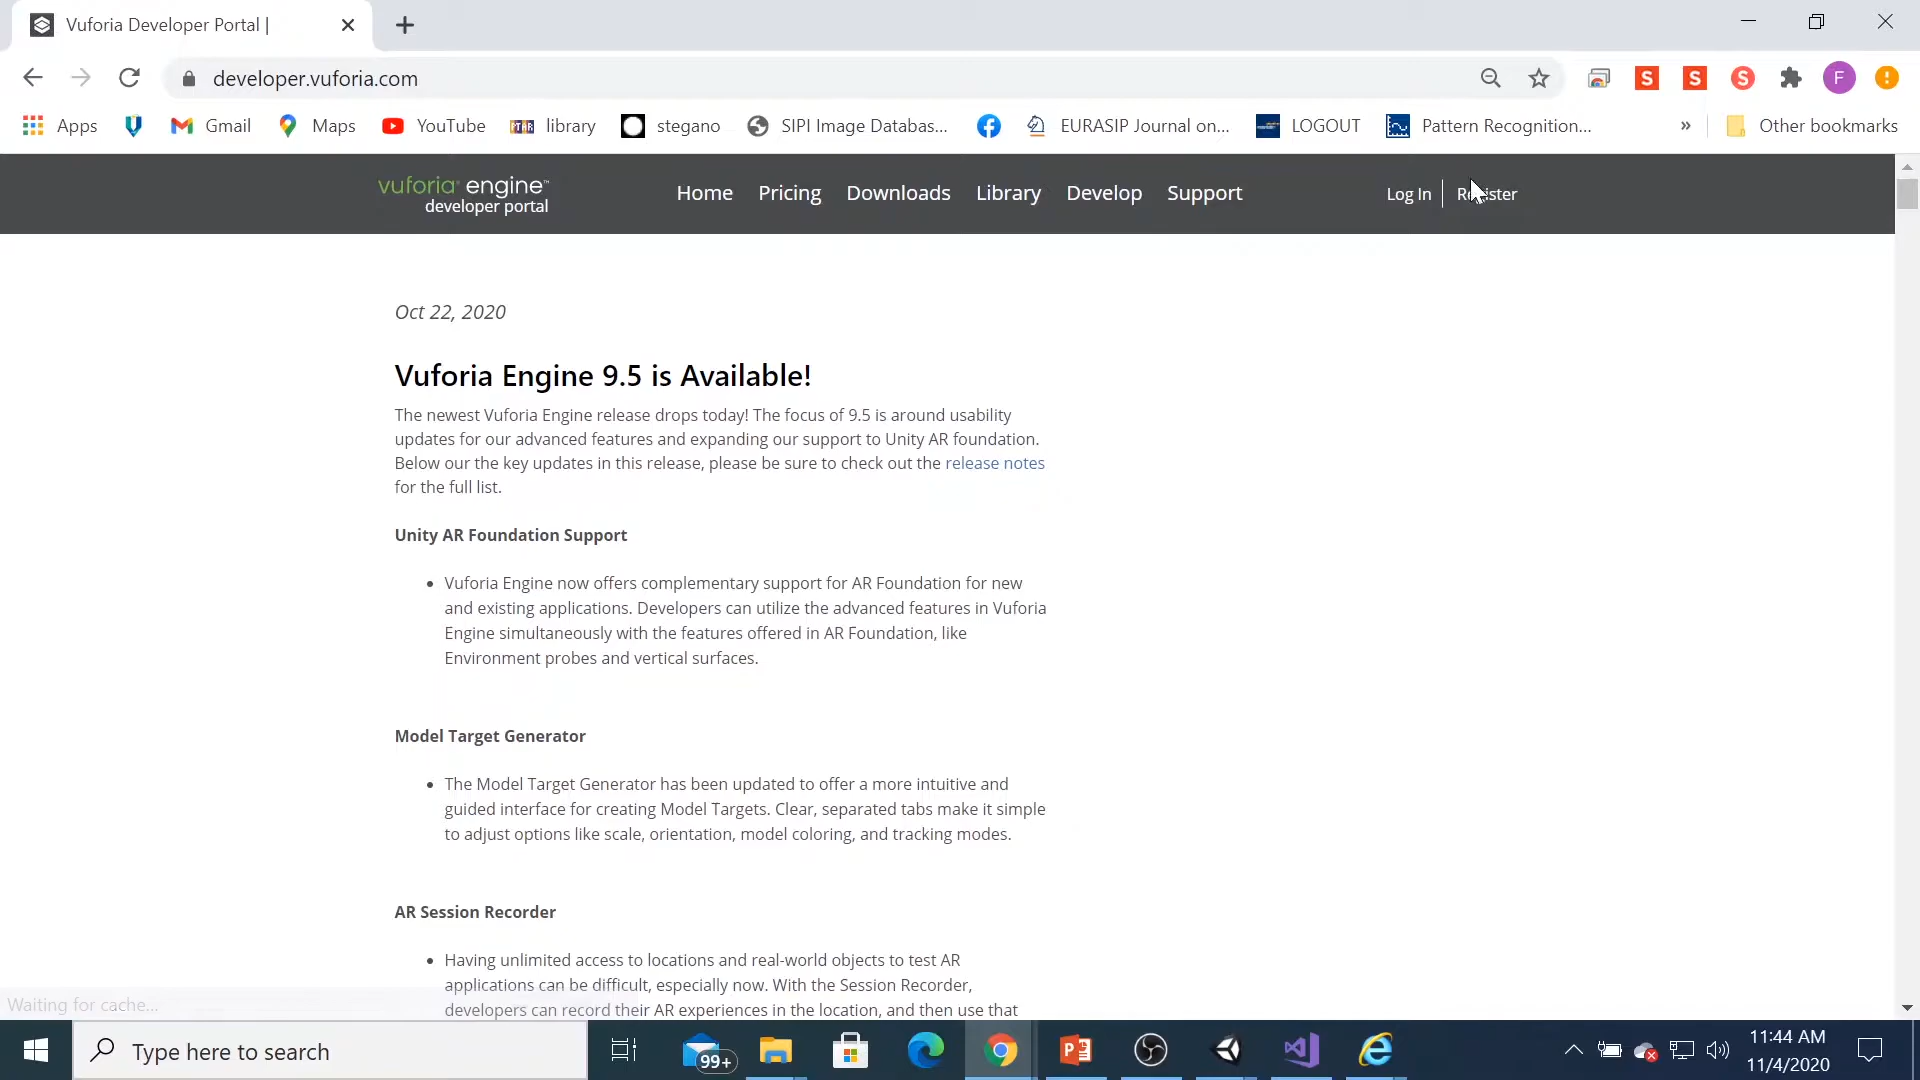 Vuforia Developer Portal |
developer.vuforia.com
S
S
S
F
Apps
Gmail
Maps
YouTube
library
stegano
SIPI Image Databas...
EURASIP Journal on...
LOGOUT
Pattern Recognition...
»
Other bookmarks
vuforia engine™
developer portal
Home
Pricing
Downloads
Library
Develop
Support
Log In
Register
Oct 22, 2020
Vuforia Engine 9.5 is Available!
The newest Vuforia Engine release drops today! The focus of 9.5 is around usability
updates for our advanced features and expanding our support to Unity AR foundation.
Below our the key updates in this release, please be sure to check out the release notes
for the full list.
Unity AR Foundation Support
• Vuforia Engine now offers complementary support for AR Foundation for new
and existing applications. Developers can utilize the advanced features in Vuforia
Engine simultaneously with the features offered in AR Foundation, like
Environment probes and vertical surfaces.
Model Target Generator
• The Model Target Generator has been updated to offer a more intuitive and
guided interface for creating Model Targets. Clear, separated tabs make it simple
to adjust options like scale, orientation, model coloring, and tracking modes.
AR Session Recorder
• Having unlimited access to locations and real-world objects to test AR
applications can be difficult, especially now. With the Session Recorder,
developers can record their AR experiences in the location, and then use that
Waiting for cache...
Type here to search
99+
11:44 AM
11/4/2020